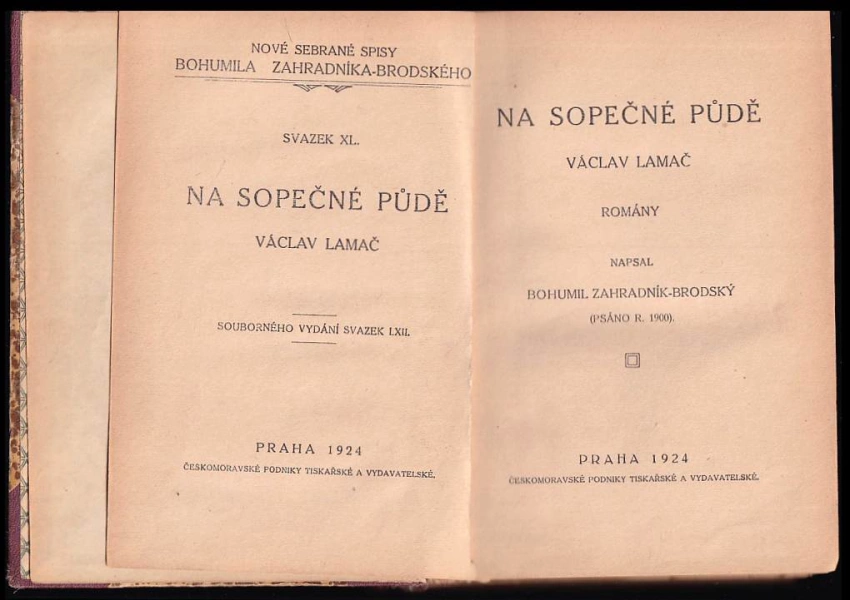 NOVÉ SEBRANÉ SPISY
BOHUMILA ZAHRADNÍKA-BRODSKÉHO
SVAZEK XL.
NA SOPEČNÉ PŮDĚ
VÁCLAV LAMAČ
SOUBORNÉHO VYDÁNÍ SVAZEK LXII.
PRAHA 1924
ČESKOMORAVSKÉ PODNIKY TISKAŘSKÉ A VYDAVATELSKÉ.
NA SOPEČNÉ PŮDĚ
VÁCLAV LAMAČ
ROMÁNY
NAPSAL
BOHUMIL ZAHRADNÍK-BRODSKÝ
(PSÁNO R. 1900).
PRAHA 1924
ČESKOMORAVSKÉ PODNIKY TISKAŘSKÉ A VYDAVATELSKÉ.